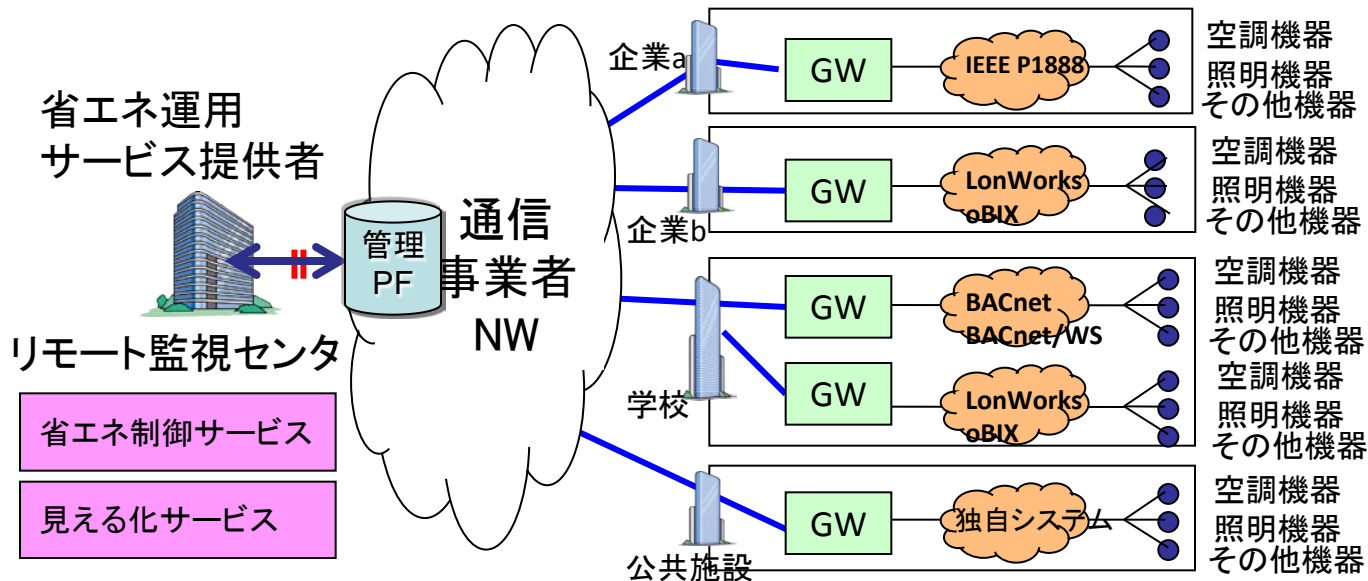 省エネ運用
サービス提供者
リモート監視センタ
省エネ制御サービス
見える化サービス
管理
PF
通信
事業者
NW
企業a
GW
IEEE P1888
空調機器
照明機器
その他機器
企業b
GW
LonWorks
oBIX
空調機器
照明機器
その他機器
学校
GW
BACnet
BACnet/WS
空調機器
照明機器
その他機器
GW
LonWorks
oBIX
空調機器
照明機器
その他機器
公共施設
GW
独自システム
空調機器
照明機器
その他機器